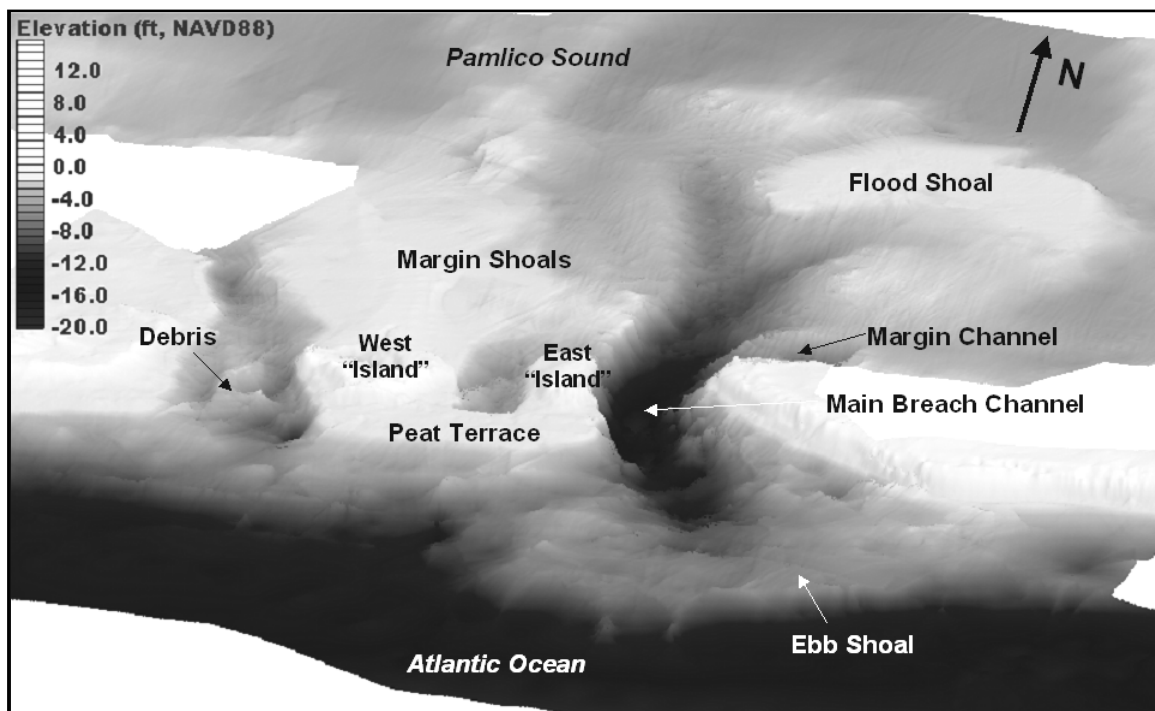 Elevation (ft, NAVD88)
12.0
8.0
4.0
0.0
-4.0
-8.0
-12.0
-16.0
-20.0
Pamlico Sound
N
Flood Shoal
Margin Shoals
Debris
West
“Island”
East
“Island”
Margin Channel
Main Breach Channel
Peat Terrace
Ebb Shoal
Atlantic Ocean